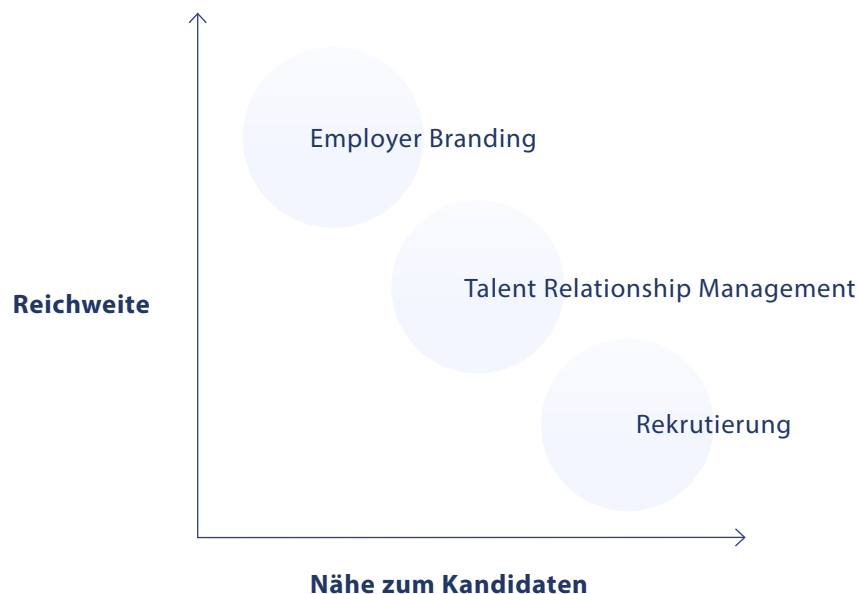 Employer Branding
Talent Relationship Management
Reichweite
Rekrutierung
Nähe zum Kandidaten